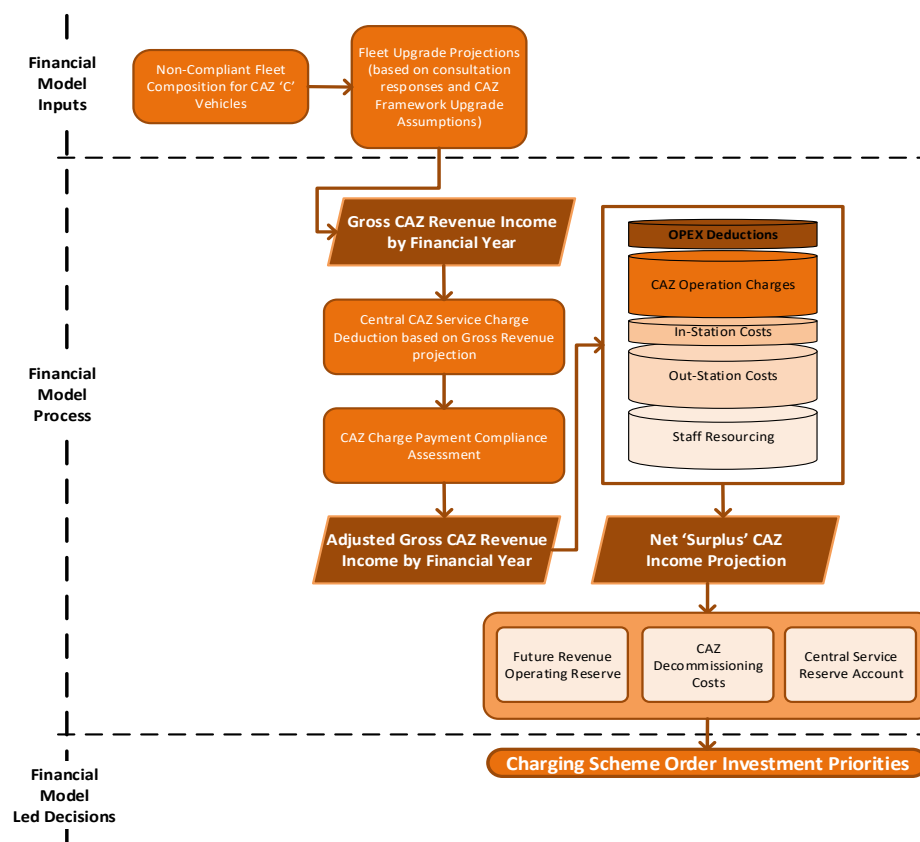 Financial
Model
Inputs
Non-Compliant Fleet
Composition for CAZ ‘C’
Vehicles
Fleet Upgrade Projections
(based on consultation
responses and CAZ
Framework Upgrade
Assumptions)
Financial
Model
Process
Gross CAZ Revenue Income
by Financial Year
Central CAZ Service Charge
Deduction based on Gross Revenue
projection
CAZ Charge Payment Compliance
Assessment
Adjusted Gross CAZ Revenue
Income by Financial Year
OPEX Deductions
CAZ Operation Charges
In-Station Costs
Out-Station Costs
Staff Resourcing
Net ‘Surplus’ CAZ
Income Projection
Future Revenue
Operating Reserve
CAZ
Decommissioning
Costs
Central Service
Reserve Account
Financial
Model
Led Decisions
Charging Scheme Order Investment Priorities